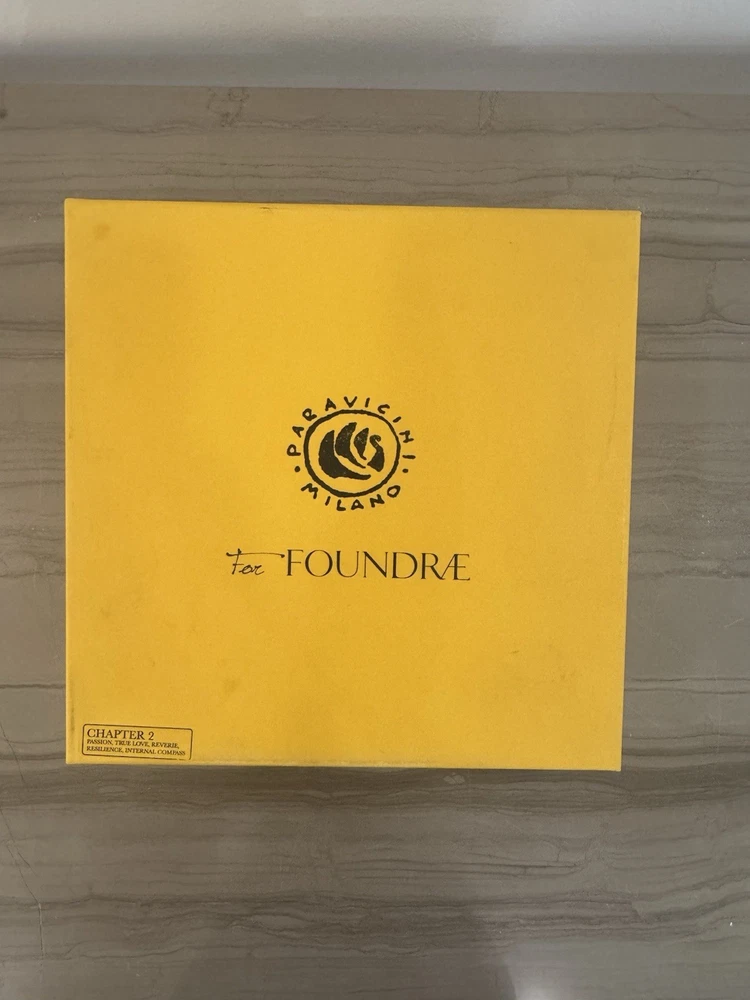 PARAVICINI
MILANO
For FOUNDRÆ
CHAPTER 2
PASSION, TRUE LOVE, REVERIE,
RESILIENCE, INTERNAL COMPASS